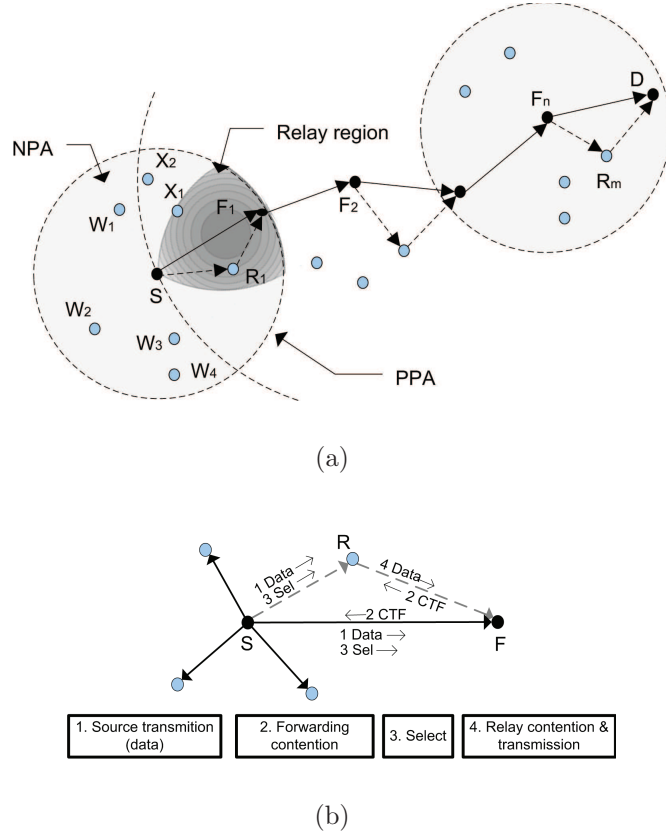 Relay region
NPA
X2
X1
W1
F1
F2
Fn
D
Rm
S
R1
W2
W3
W4
PPA
(a)
R
1 Data →
3 Sel →
4 Data →
← 2 CTF
← 2 CTF
1 Data →
3 Sel →
S
F
1. Source transmition
(data)
2. Forwarding
contention
3. Select
4. Relay contention &
transmission
(b)